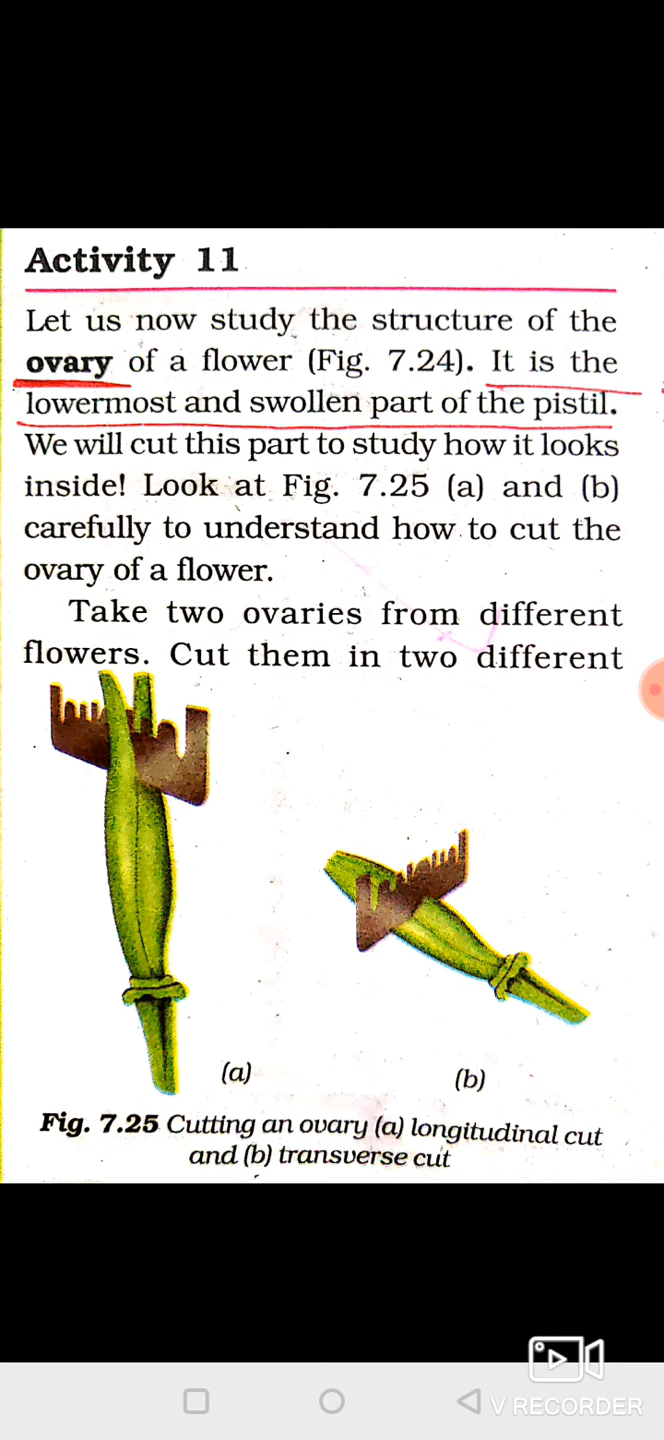 Activity 11
Let us now study the structure of the
ovary of a flower (Fig. 7.24). It is the
lowermost and swollen part of the pistil.
We will cut this part to study how it looks
inside! Look at Fig. 7.25 (a) and (b)
carefully to understand how to cut the
ovary of a flower.
Take two ovaries from different
flowers. Cut them in two different
(a)
(b)
Fig. 7.25 Cutting an ovary (a) longitudinal cut
and (b) transverse cut
V RECORDER